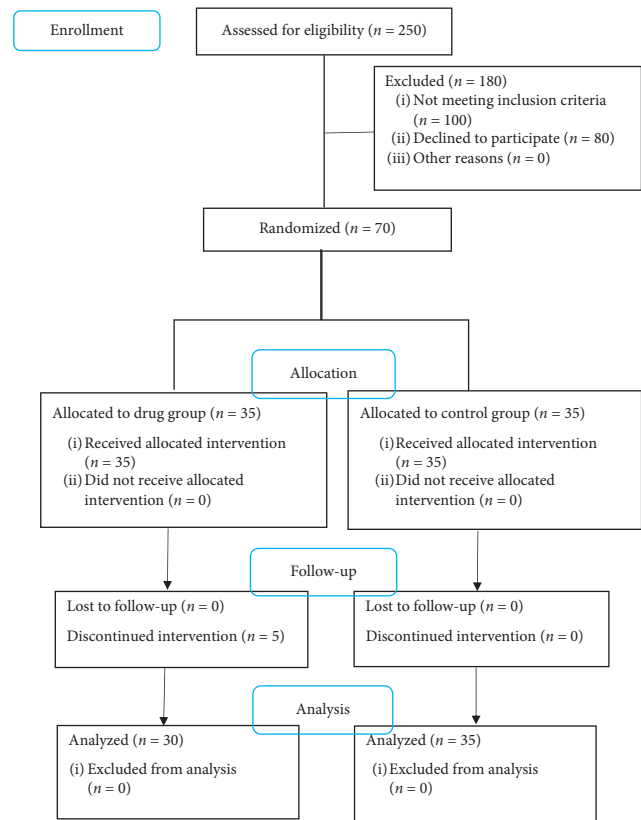 Enrollment
Assessed for eligibility (n = 250)
Excluded (n = 180)
(i) Not meeting inclusion criteria
(n = 100)
(ii) Declined to participate (n = 80)
(iii) Other reasons (n = 0)
Randomized (n = 70)
Allocation
Allocated to drug group (n = 35)
(i) Received allocated intervention
(n = 35)
(ii) Did not receive allocated
intervention (n = 0)
Allocated to control group (n = 35)
(i) Received allocated intervention
(n = 35)
(ii) Did not receive allocated
intervention (n = 0)
Follow-up
Lost to follow-up (n = 0)
Discontinued intervention (n = 5)
Lost to follow-up (n = 0)
Discontinued intervention (n = 0)
Analysis
Analyzed (n = 30)
(i) Excluded from analysis
(n = 0)
Analyzed (n = 35)
(i) Excluded from analysis
(n = 0)